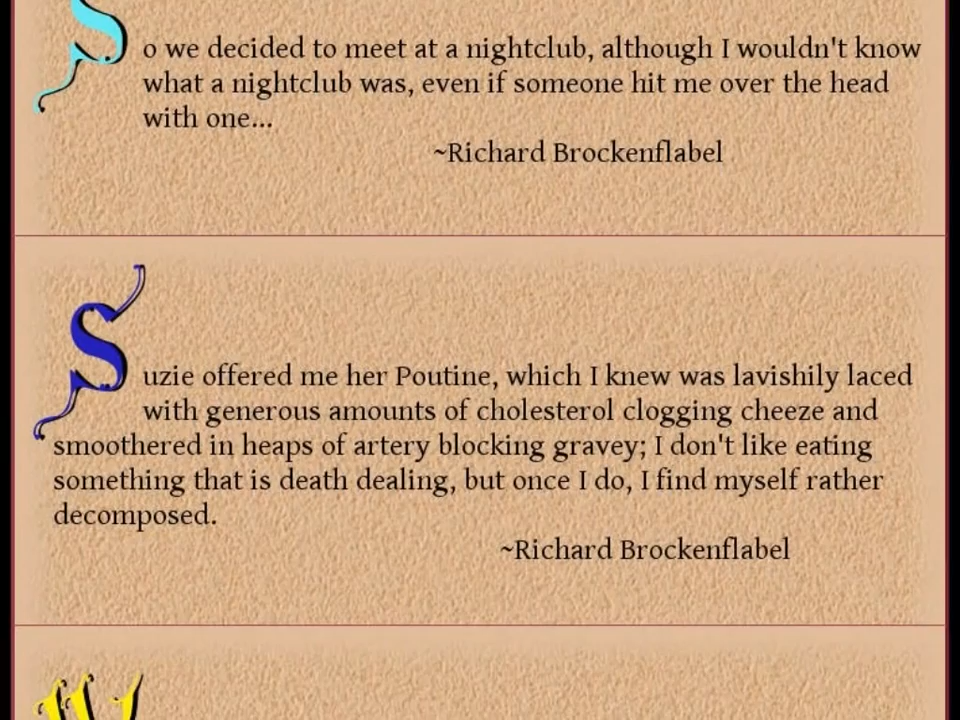 So we decided to meet at a nightclub, although I wouldn't know
what a nightclub was, even if someone hit me over the head
with one...
~Richard Brockenflabel
Suzie offered me her Poutine, which I knew was lavishily laced
with generous amounts of cholesterol clogging cheeze and
smoothered in heaps of artery blocking gravey; I don't like eating
something that is death dealing, but once I do, I find myself rather
decomposed.
~Richard Brockenflabel